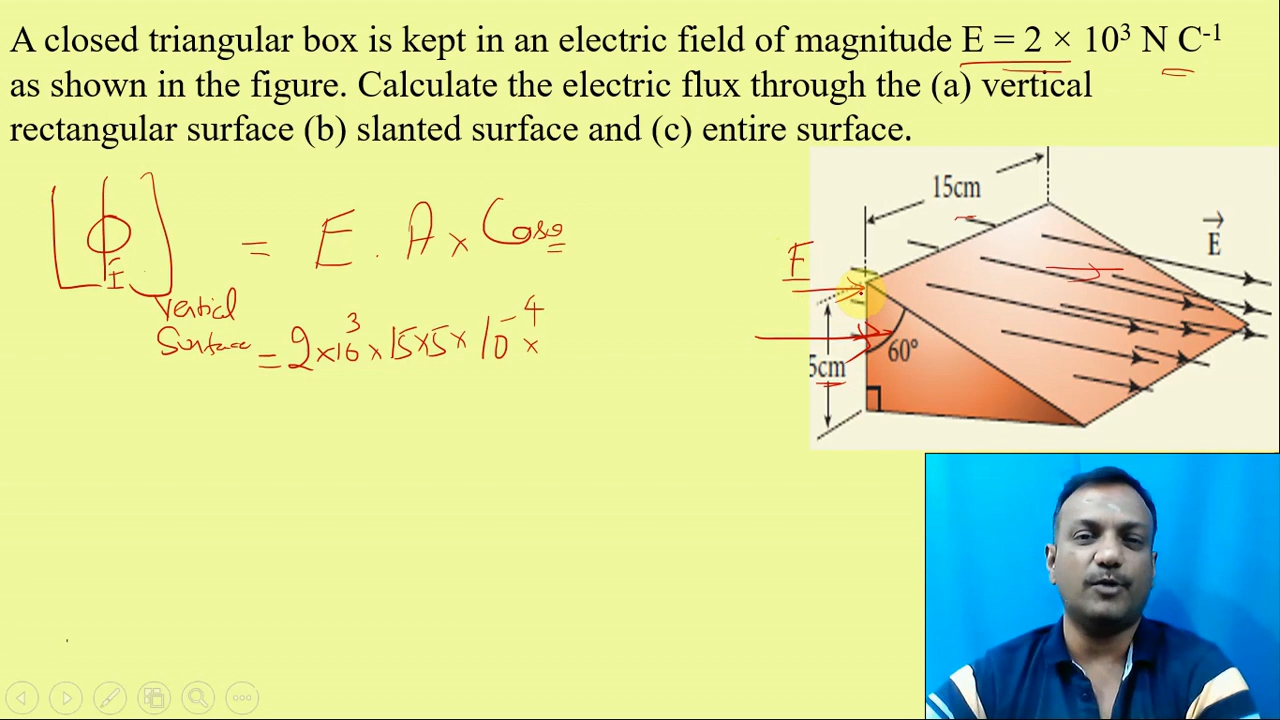 A closed triangular box is kept in an electric field of magnitude E = 2 × 10³ N C⁻¹
as shown in the figure. Calculate the electric flux through the (a) vertical
rectangular surface (b) slanted surface and (c) entire surface.
[ϕE] Vertical Surface = E . A × Cosθ
= 2×10³ × 15×5× 10⁻⁴ ×
15cm
E
E
5cm
60°